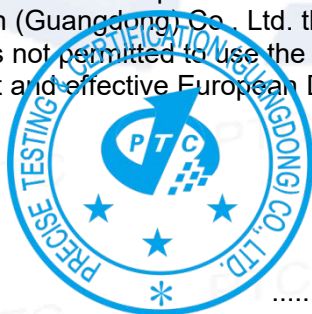 n (Guangdong) Co., Ltd. th
s not permitted to use the
t and effective European D
PRECISE TESTING & CERTIFICATION (GUANGDONG) CO., LTD.
PTC
.....